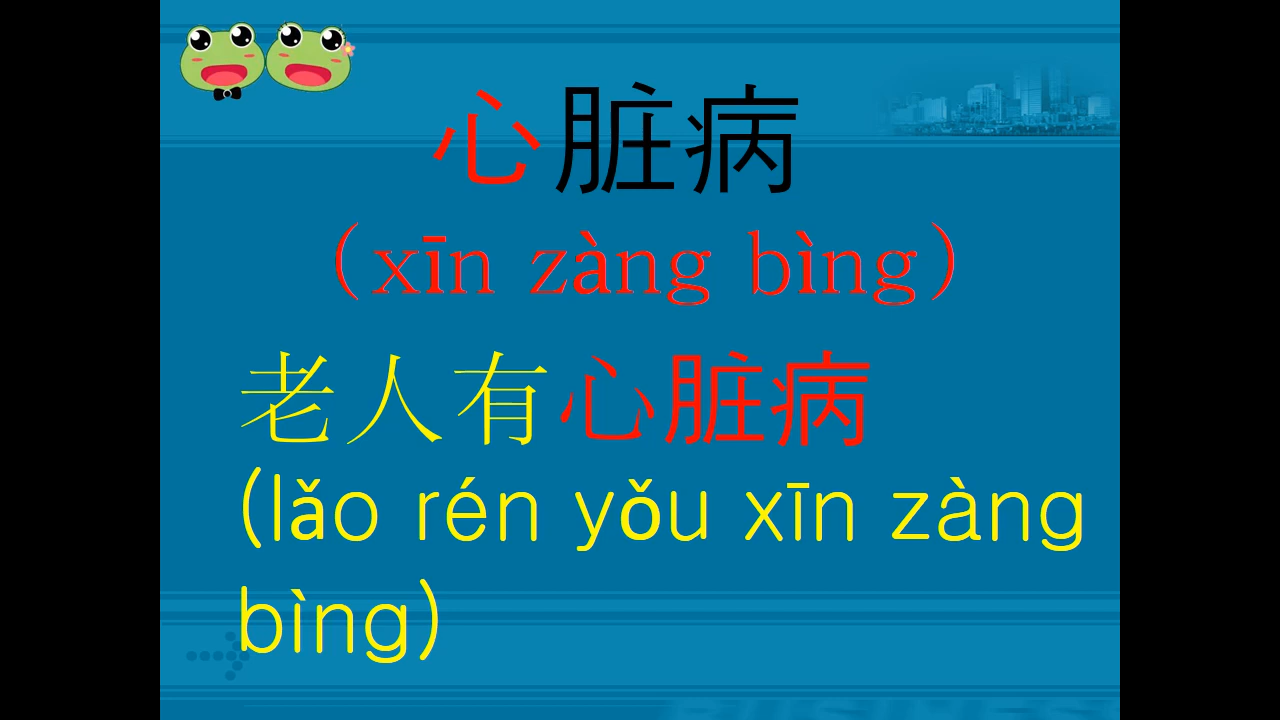 心脏病
（xīn zàng bìng）
老人有心脏病
(lǎo rén yǒu xīn zàng
bìng)